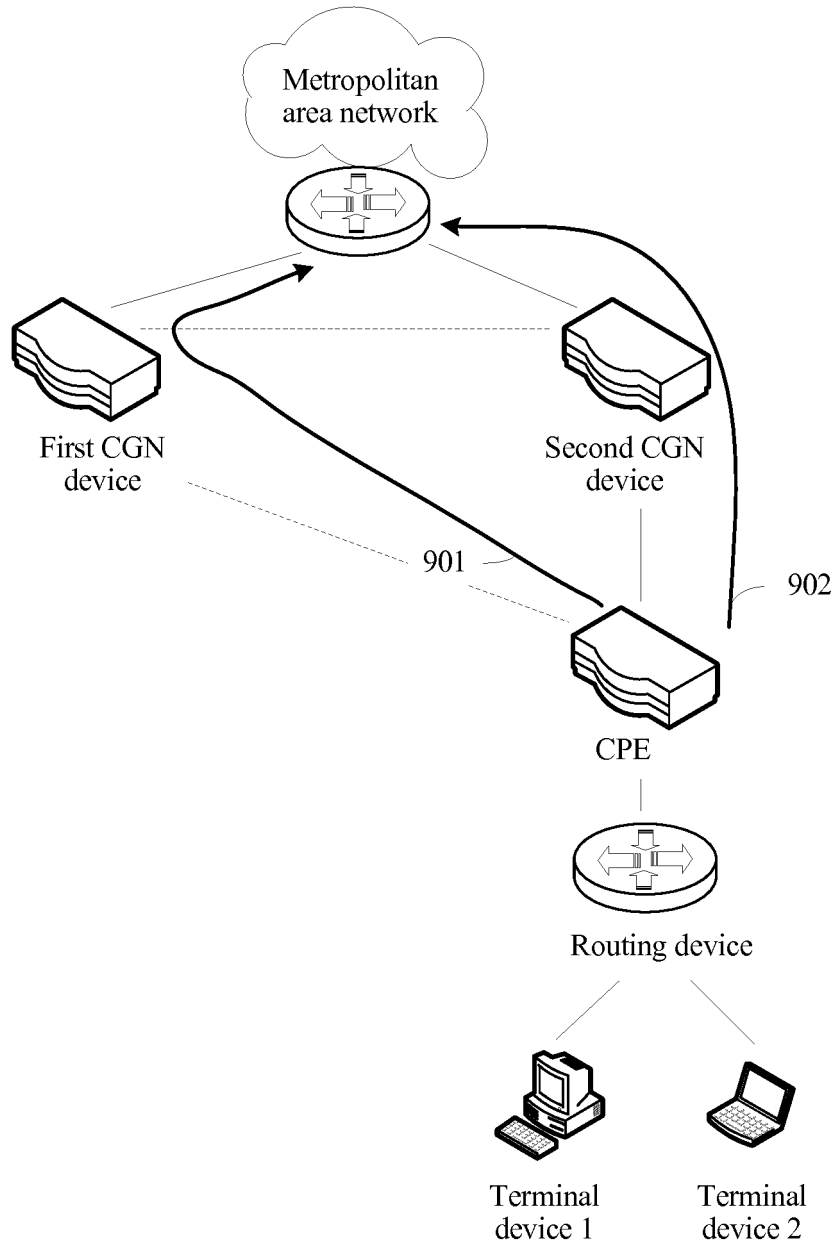 Metropolitan
area network
First CGN
device
Second CGN
device
901
902
CPE
Routing device
Terminal
device 1
Terminal
device 2